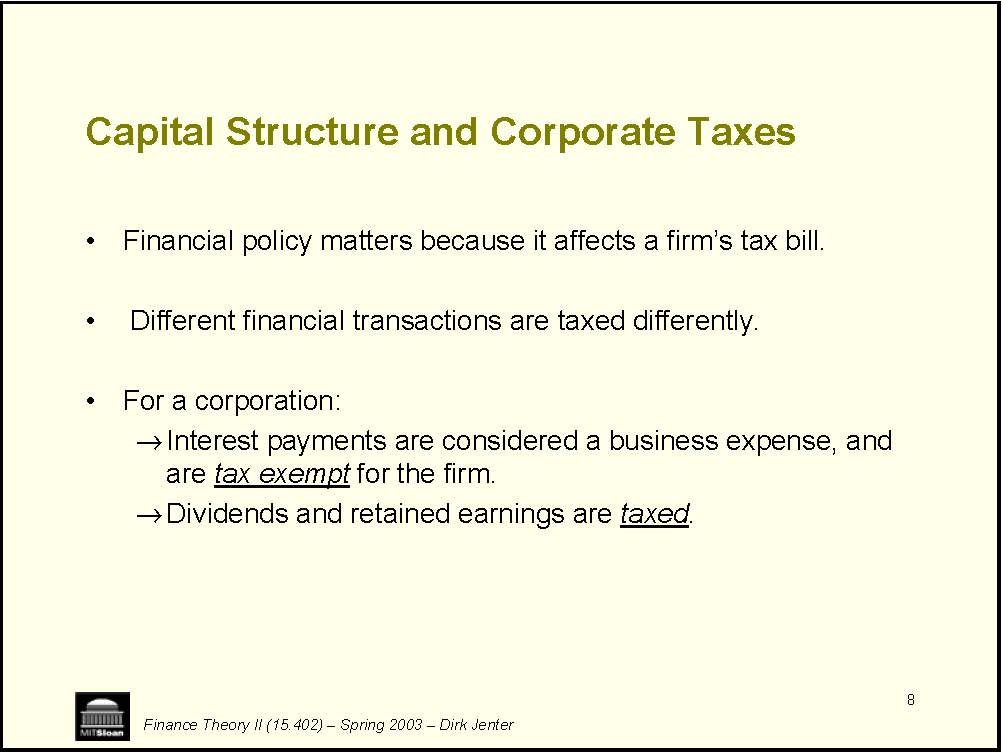 Capital Structure and Corporate Taxes
• Financial policy matters because it affects a firm’s tax bill.
• Different financial transactions are taxed differently.
• For a corporation:
→Interest payments are considered a business expense, and
are tax exempt for the firm.
→Dividends and retained earnings are taxed.
8
MITSloan
Finance Theory II (15.402) – Spring 2003 – Dirk Jenter